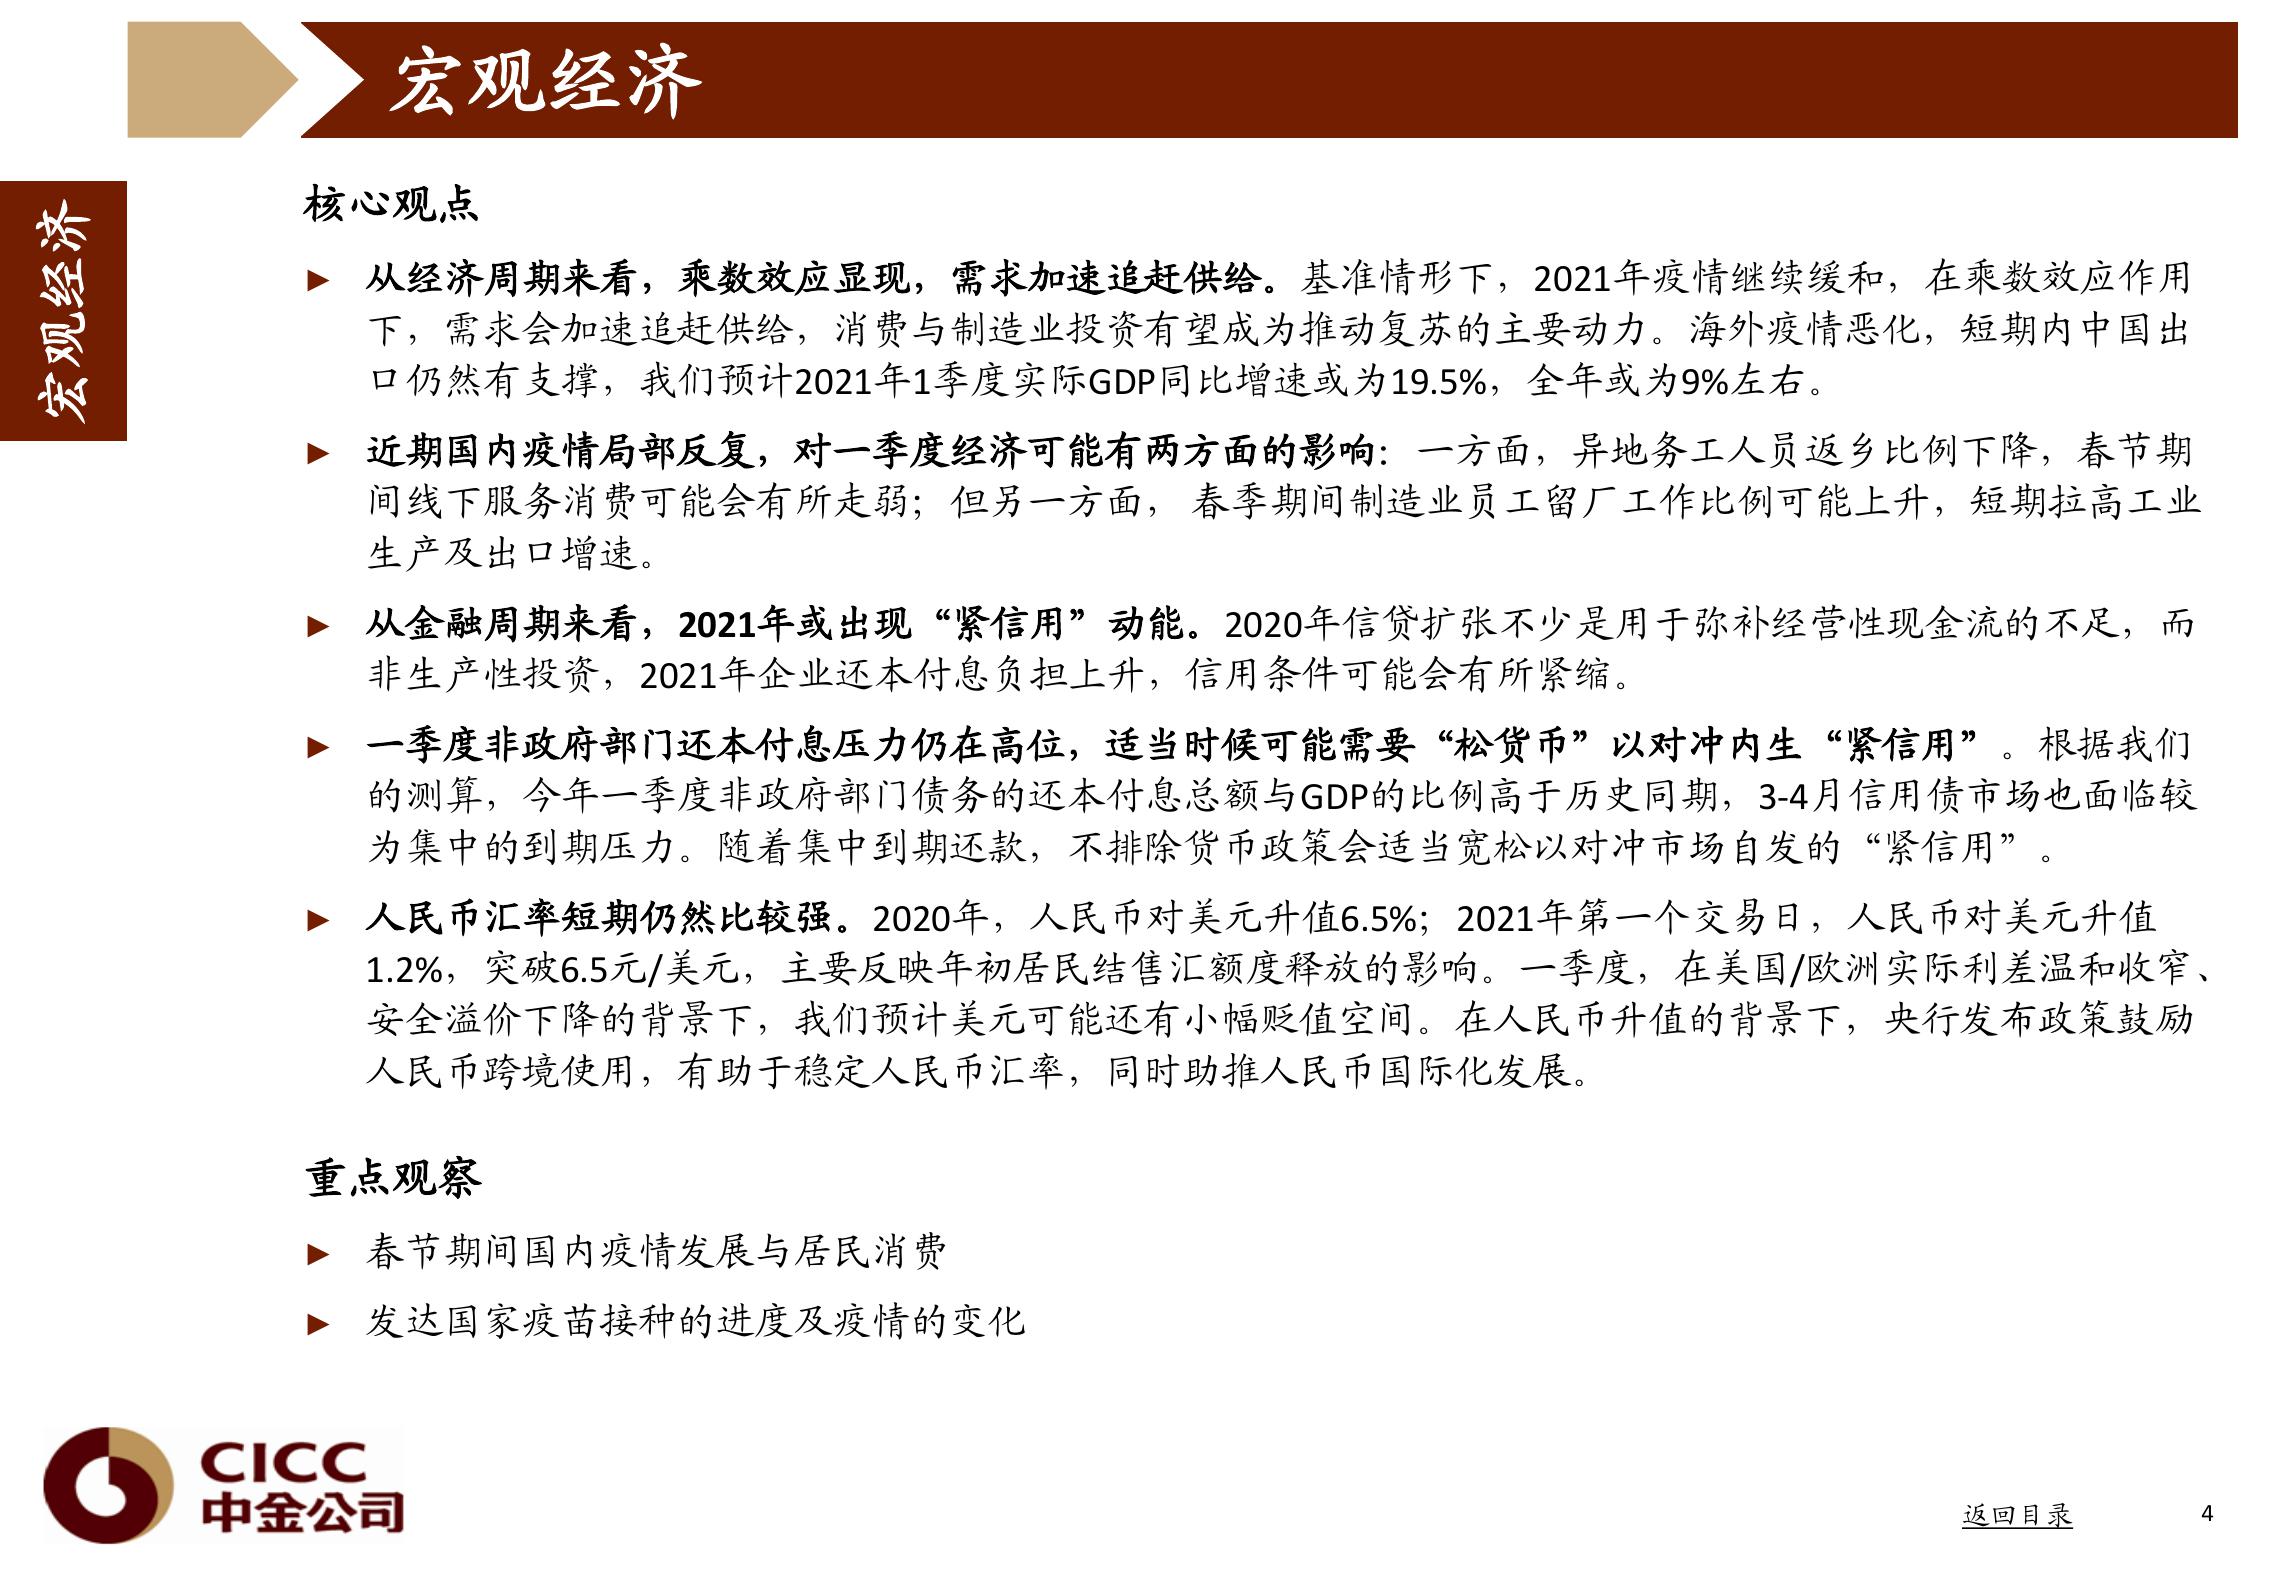 宏观经济
宏观经济
核心观点
► 从经济周期来看，乘数效应显现，需求加速追赶供给。基准情形下，2021年疫情继续缓和，在乘数效应作用
下，需求会加速追赶供给，消费与制造业投资有望成为推动复苏的主要动力。海外疫情恶化，短期内中国出
口仍然有支撑，我们预计2021年1季度实际GDP同比增速或为19.5%，全年或为9%左右。
► 近期国内疫情局部反复，对一季度经济可能有两方面的影响：一方面，异地务工人员返乡比例下降，春节期
间线下服务消费可能会有所走弱；但另一方面， 春季期间制造业员工留厂工作比例可能上升，短期拉高工业
生产及出口增速。
► 从金融周期来看，2021年或出现“紧信用”动能。2020年信贷扩张不少是用于弥补经营性现金流的不足，而
非生产性投资，2021年企业还本付息负担上升，信用条件可能会有所紧缩。
► 一季度非政府部门还本付息压力仍在高位，适当时候可能需要“松货币”以对冲内生“紧信用”。根据我们
的测算，今年一季度非政府部门债务的还本付息总额与GDP的比例高于历史同期，3-4月信用债市场也面临较
为集中的到期压力。随着集中到期还款，不排除货币政策会适当宽松以对冲市场自发的“紧信用”。
► 人民币汇率短期仍然比较强。2020年，人民币对美元升值6.5%；2021年第一个交易日，人民币对美元升值
1.2%，突破6.5元/美元，主要反映年初居民结售汇额度释放的影响。一季度，在美国/欧洲实际利差温和收窄、
安全溢价下降的背景下，我们预计美元可能还有小幅贬值空间。在人民币升值的背景下，央行发布政策鼓励
人民币跨境使用，有助于稳定人民币汇率，同时助推人民币国际化发展。
重点观察
► 春节期间国内疫情发展与居民消费
► 发达国家疫苗接种的进度及疫情的变化
CICC
中金公司
返回目录
4